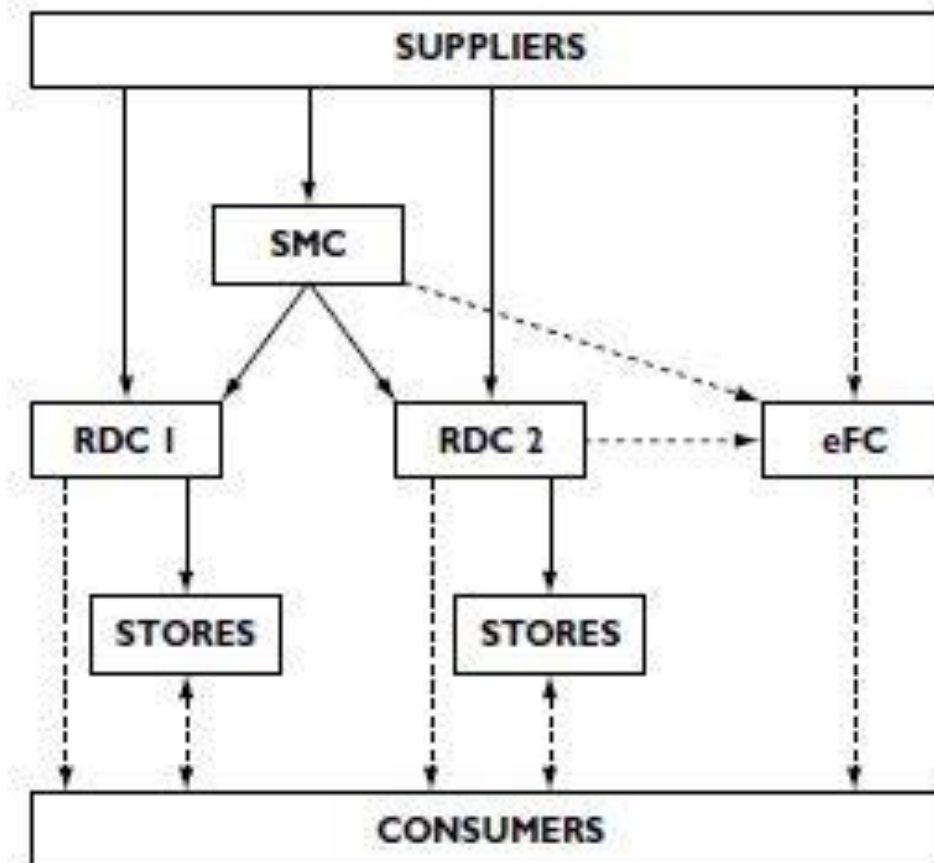 SUPPLIERS
SMC
RDC 1
RDC 2
eFC
STORES
STORES
CONSUMERS